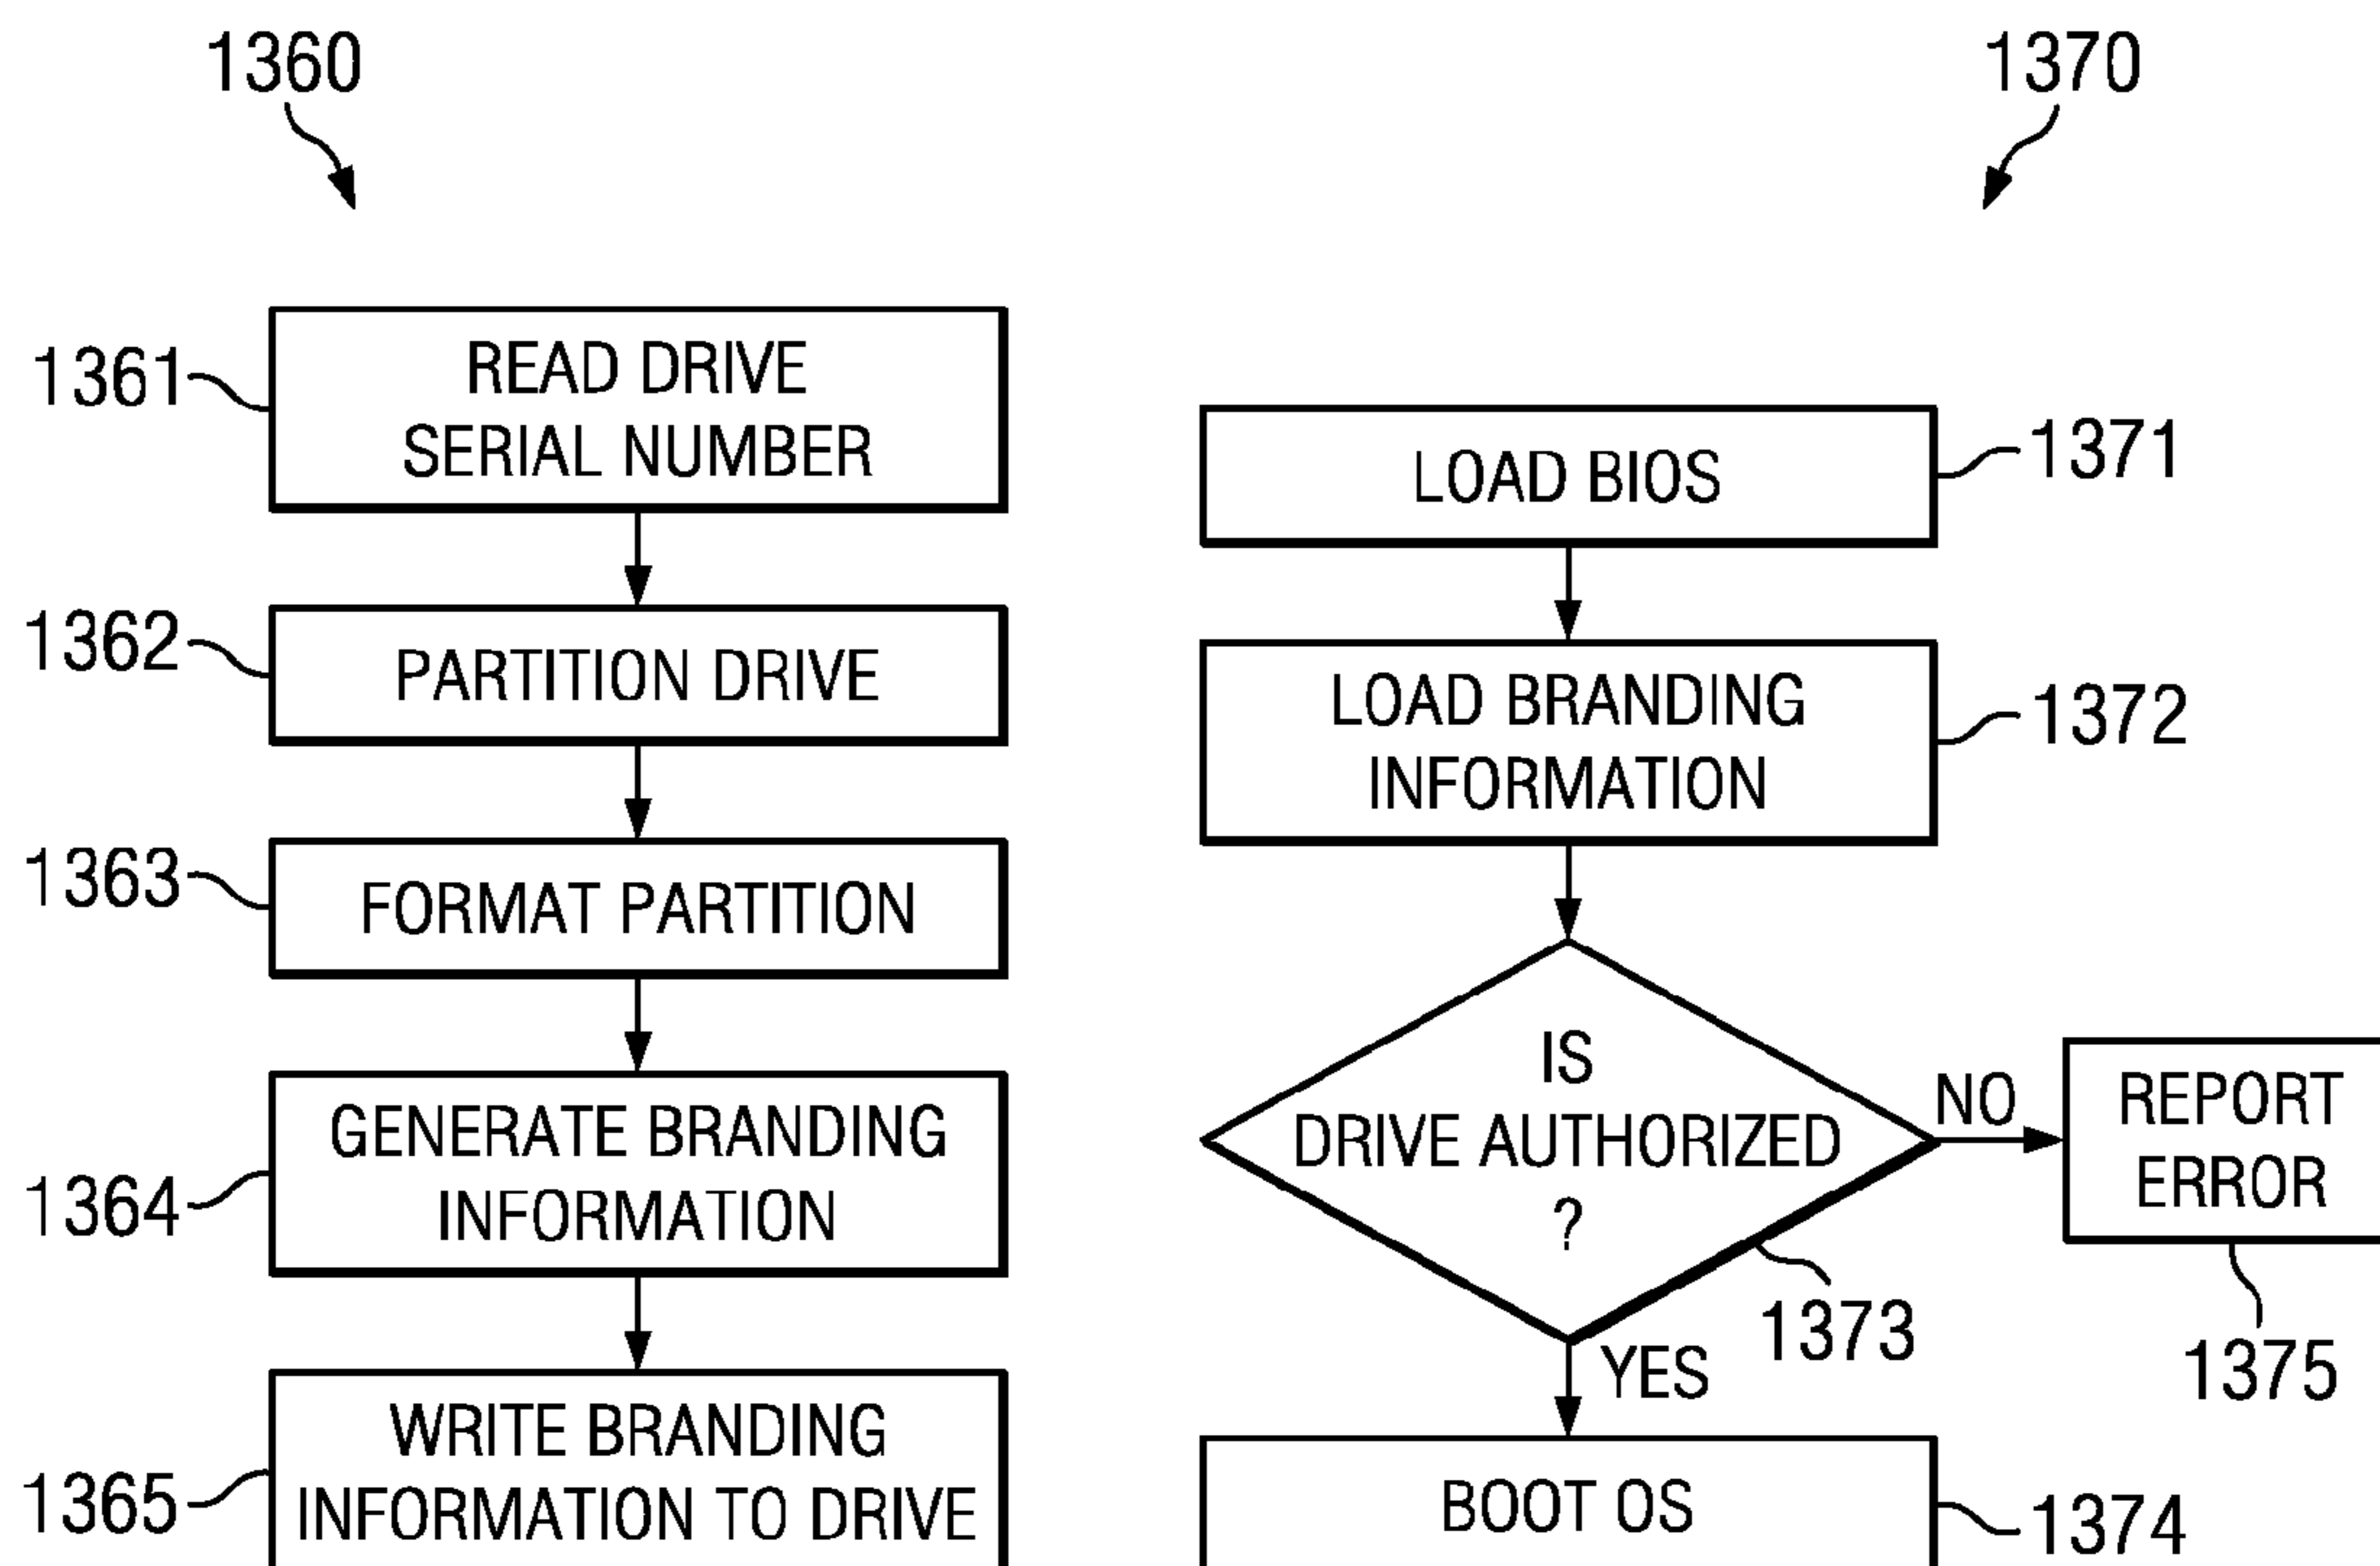 1360
1361
READ DRIVE
SERIAL NUMBER
1362
PARTITION DRIVE
1363
FORMAT PARTITION
1364
GENERATE BRANDING
INFORMATION
1365
WRITE BRANDING
INFORMATION TO DRIVE
1370
LOAD BIOS
1371
LOAD BRANDING
INFORMATION
1372
IS
DRIVE AUTHORIZED
?
1373
NO
REPORT
ERROR
1375
YES
BOOT OS
1374